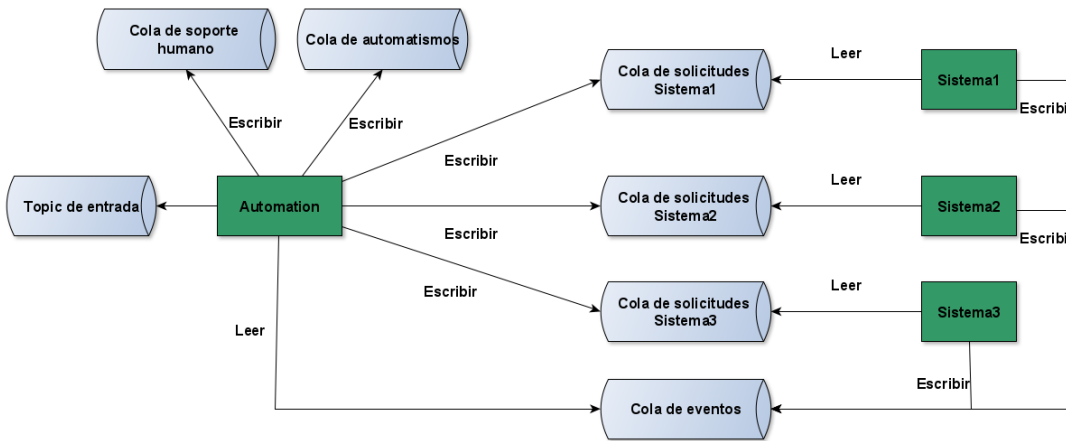 Cola de soporte
humano
Cola de automatismos
Cola de solicitudes
Sistema1
Leer
Sistema1
Escribir
Escribir
Escribir
Escribi
Topic de entrada
Automation
Cola de solicitudes
Sistema2
Leer
Sistema2
Escribir
Escribi
Cola de solicitudes
Sistema3
Leer
Sistema3
Escribir
Leer
Escribir
Cola de eventos